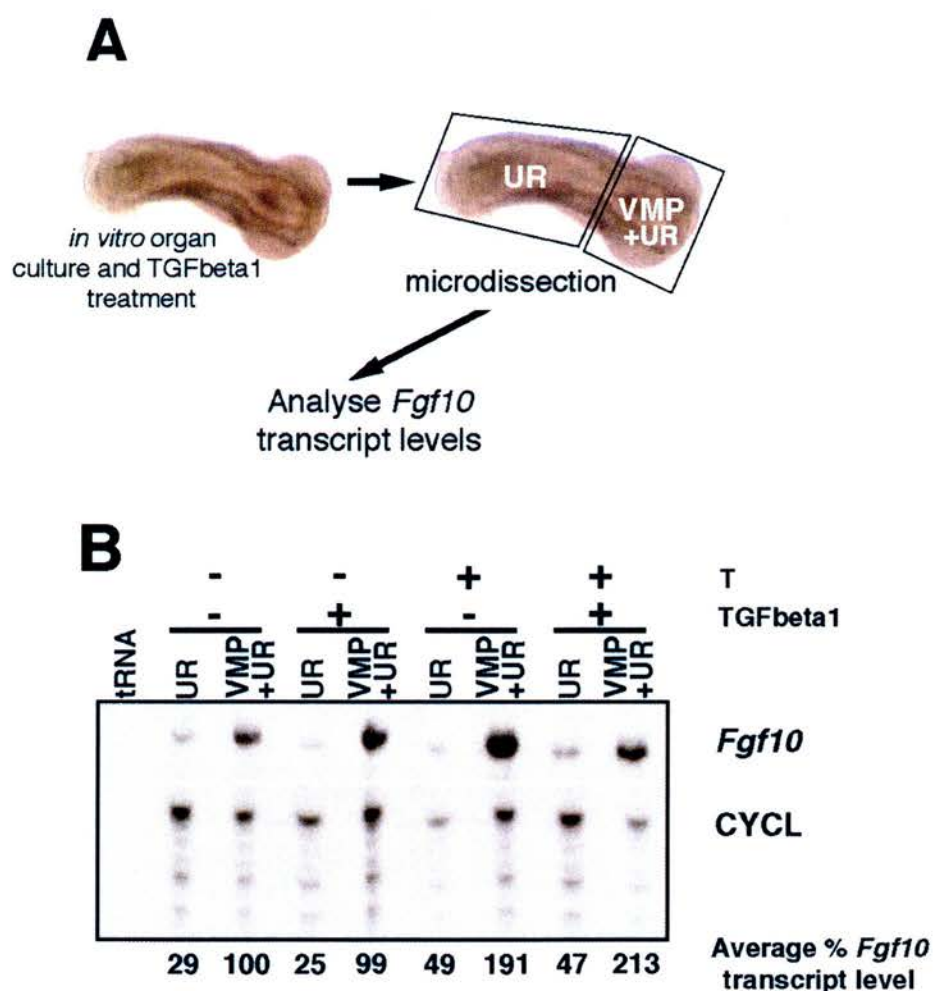 A
UR
VMP
+UR
in vitro organ
culture and TGFbeta1
treatment
microdissection
Analyse Fgf10
transcript levels
B
- - + + T
- + - + TGFbeta1
tRNA UR VMP +UR UR VMP +UR UR VMP +UR UR VMP +UR
Fgf10
CYCL
29 100 25 99 49 191 47 213 Average % Fgf10
transcript level